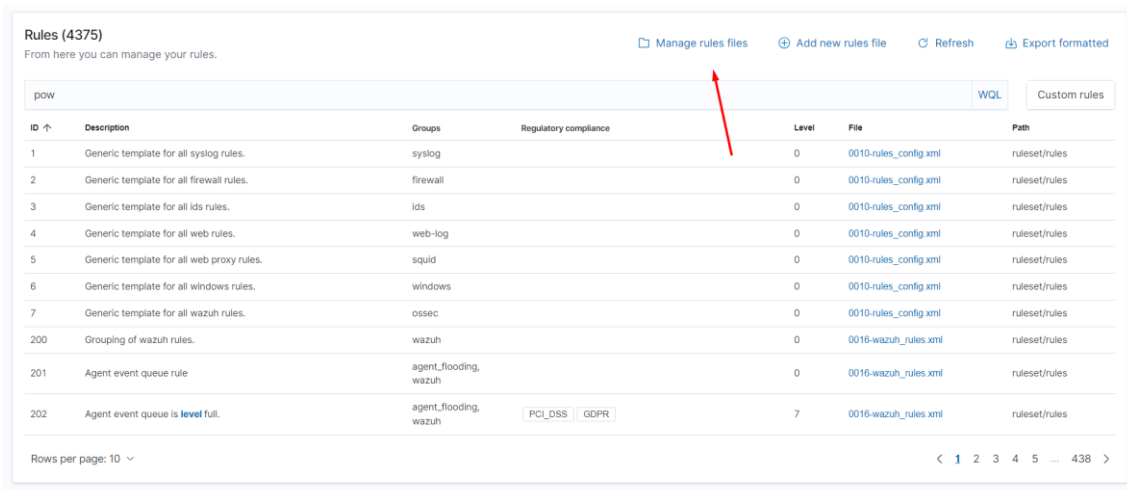 Rules (4375)
From here you can manage your rules.
Manage rules files Add new rules file Refresh Export formatted
pow WQL Custom rules
ID Description Groups Regulatory compliance Level File Path
1 Generic template for all syslog rules. syslog 0 0010-rules_config.xml ruleset/rules
2 Generic template for all firewall rules. firewall 0 0010-rules_config.xml ruleset/rules
3 Generic template for all ids rules. ids 0 0010-rules_config.xml ruleset/rules
4 Generic template for all web rules. web-log 0 0010-rules_config.xml ruleset/rules
5 Generic template for all web proxy rules. squid 0 0010-rules_config.xml ruleset/rules
6 Generic template for all windows rules. windows 0 0010-rules_config.xml ruleset/rules
7 Generic template for all wazuh rules. ossec 0 0010-rules_config.xml ruleset/rules
200 Grouping of wazuh rules. wazuh 0 0016-wazuh_rules.xml ruleset/rules
201 Agent event queue rule agent_flooding, wazuh 0 0016-wazuh_rules.xml ruleset/rules
202 Agent event queue is level full. agent_flooding, wazuh PCI_DSS GDPR 7 0016-wazuh_rules.xml ruleset/rules
Rows per page: 10 1 2 3 4 5 ... 438